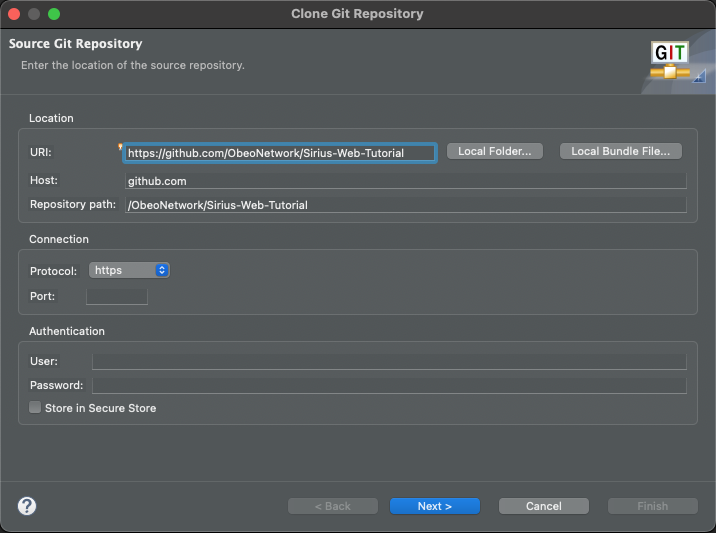 Clone Git Repository
Source Git Repository
Enter the location of the source repository.
GIT
Location
URI: https://github.com/ObeoNetwork/Sirius-Web-Tutorial Local Folder... Local Bundle File...
Host: github.com
Repository path: /ObeoNetwork/Sirius-Web-Tutorial
Connection
Protocol: https
Port:
Authentication
User:
Password:
Store in Secure Store
? < Back Next > Cancel Finish